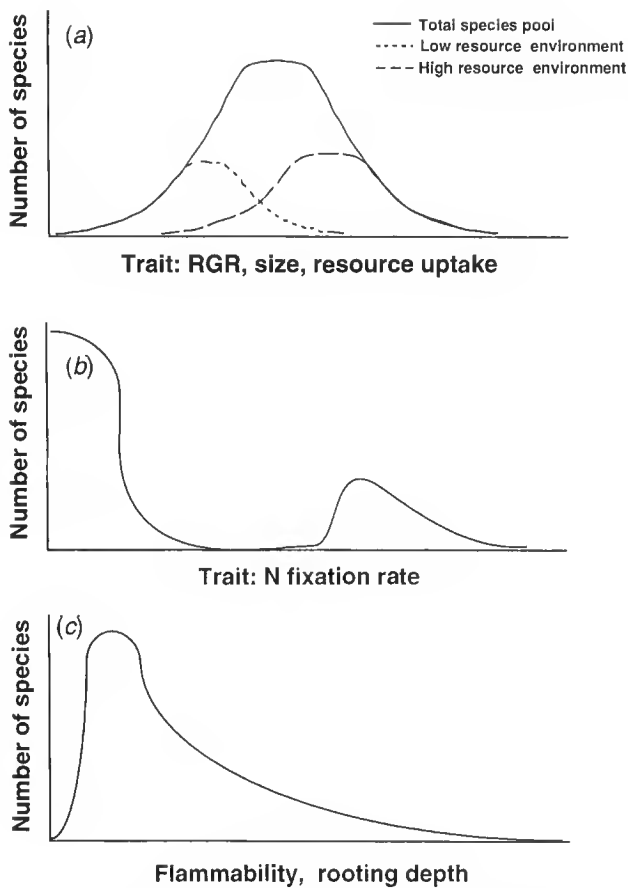 (a)
Total species pool
Low resource environment
High resource environment
Number of species
Trait: RGR, size, resource uptake
(b)
Number of species
Trait: N fixation rate
(c)
Number of species
Flammability, rooting depth